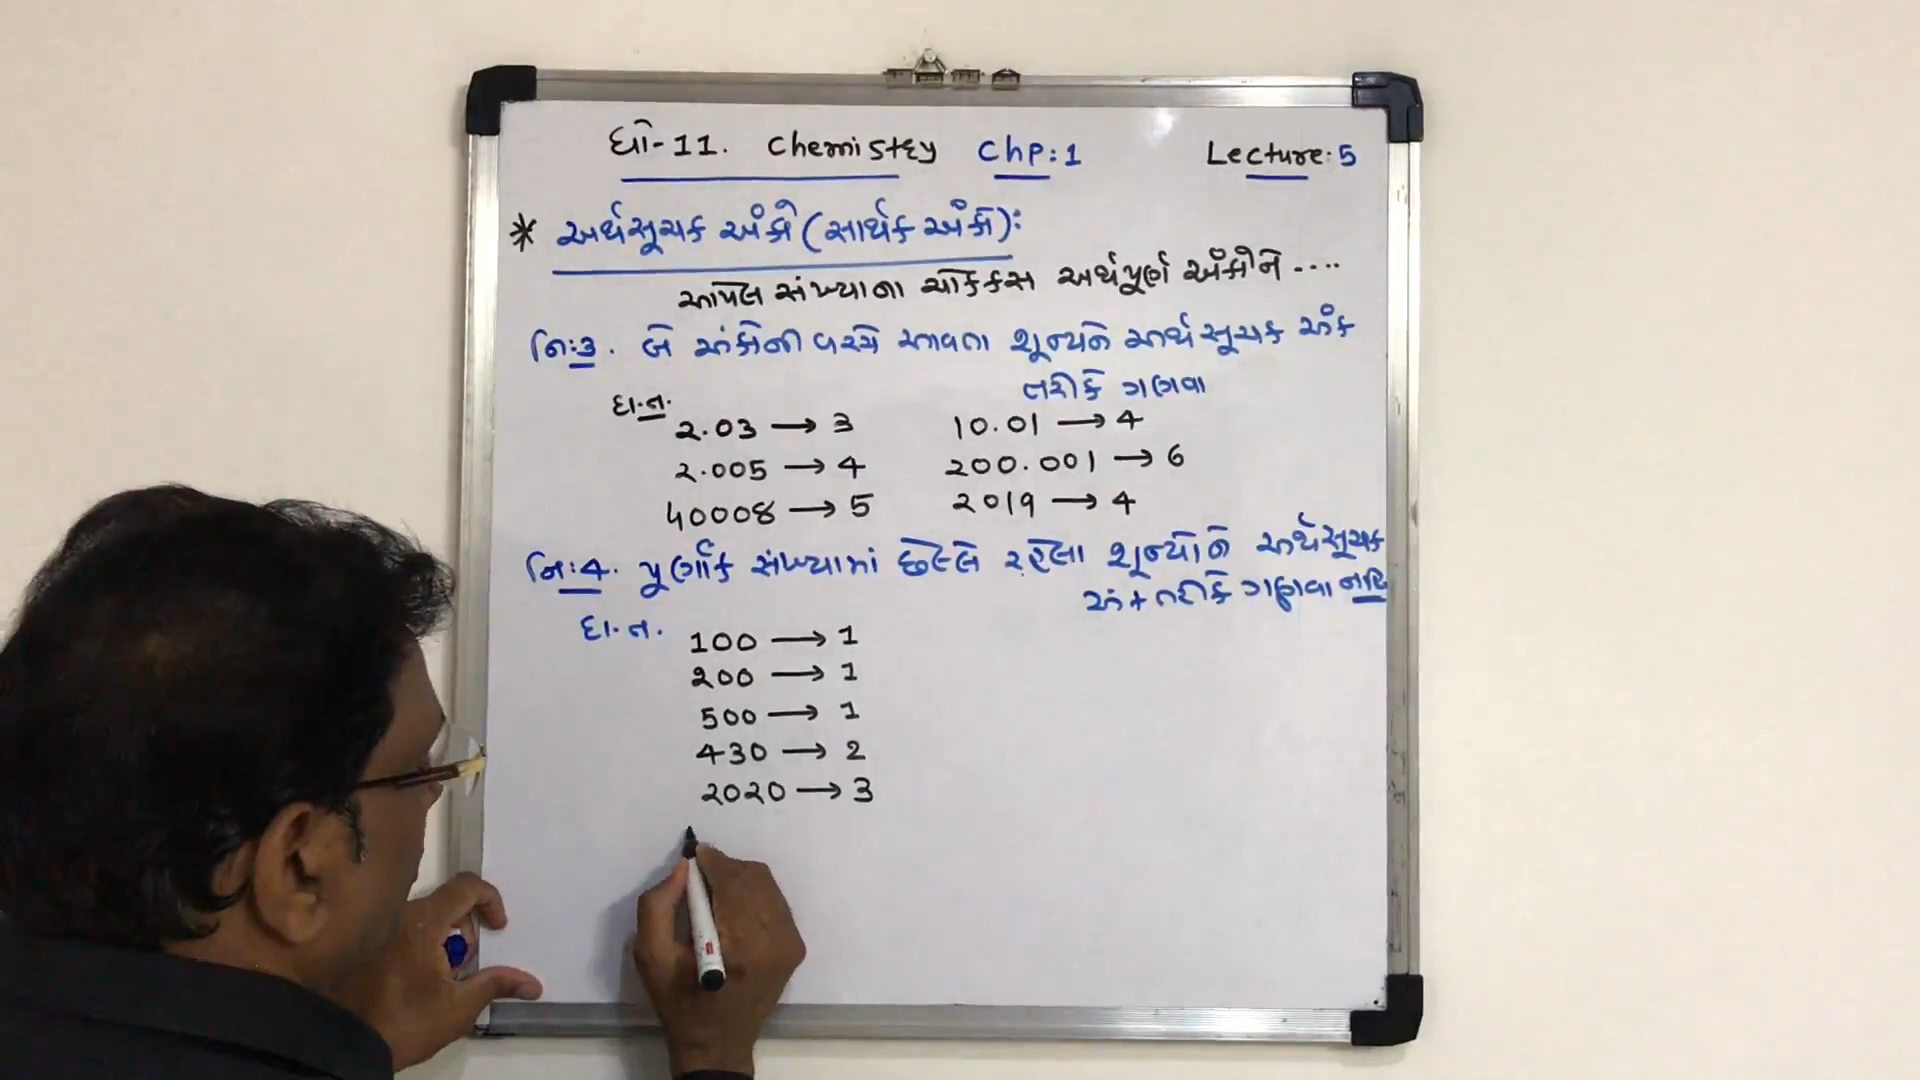 ધો-11. Chemistry Chp:1 Lecture:5
* અર્થસૂચક અંકો (સાર્થક અંકો):
આપેલ સંખ્યાના ચોક્કસ અર્થપૂર્ણ અંકોને ....
નિ:3. બે અંકોની વચ્ચે આવતા શૂન્યને અર્થસૂચક અંક
તરીકે ગણવા
દા.ત.
2.03 → 3 10.01 → 4
2.005 → 4 200.001 → 6
40008 → 5 2019 → 4
નિ:4. પૂર્ણાંક સંખ્યામાં છેલ્લે રહેલા શૂન્યોને અર્થસૂચક
અંક તરીકે ગણવા નહિ
દા.ત. 100 → 1
200 → 1
500 → 1
430 → 2
2020 → 3